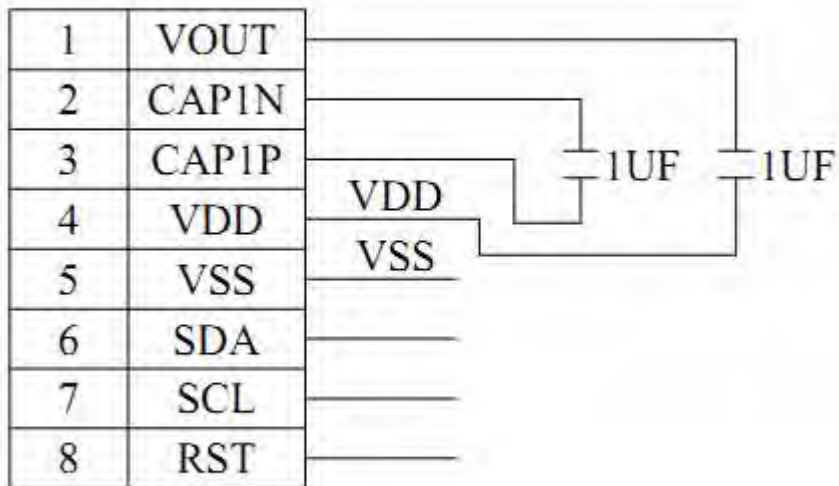 1 VOUT
2 CAP1N
3 CAP1P 1UF 1UF
VDD
4 VDD
VSS
5 VSS
6 SDA
7 SCL
8 RST